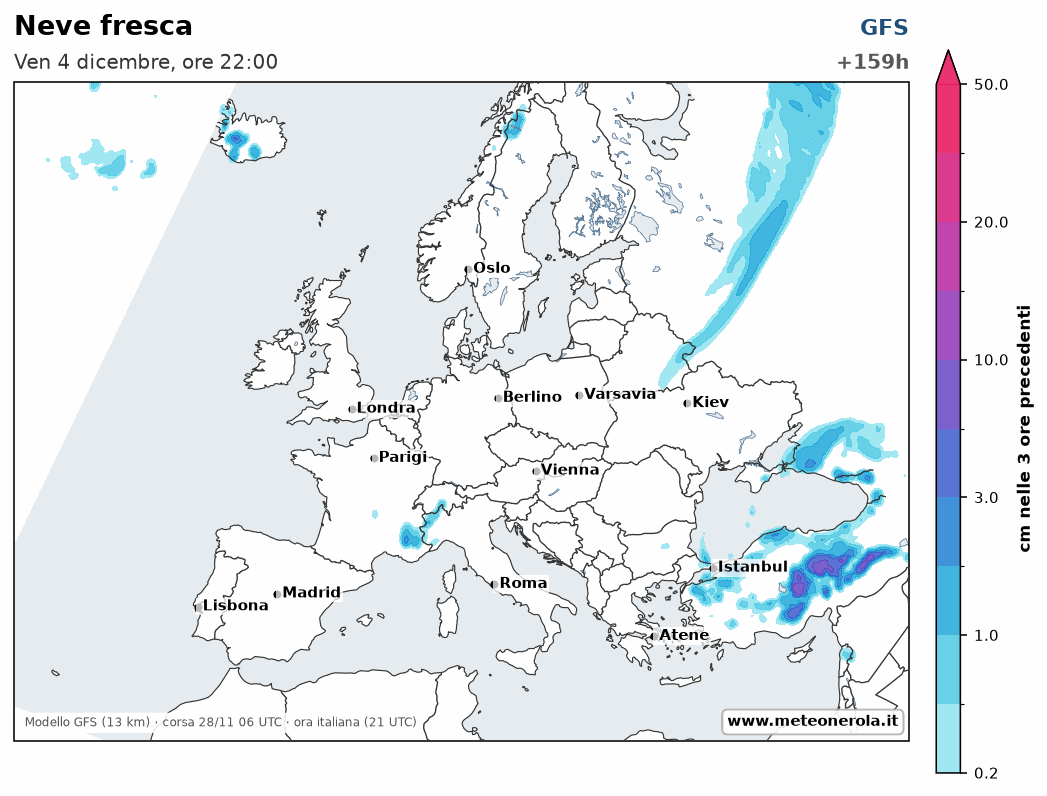 Neve fresca
GFS
Ven 4 dicembre, ore 22:00
+159h
50.0
20.0
10.0
3.0
1.0
0.2
cm nelle 3 ore precedenti
Oslo
Berlino
Varsavia
Kiev
Londra
Parigi
Vienna
Istanbul
Roma
Madrid
Lisbona
Atene
Modello GFS (13 km) · corsa 28/11 06 UTC · ora italiana (21 UTC)
www.meteonerola.it